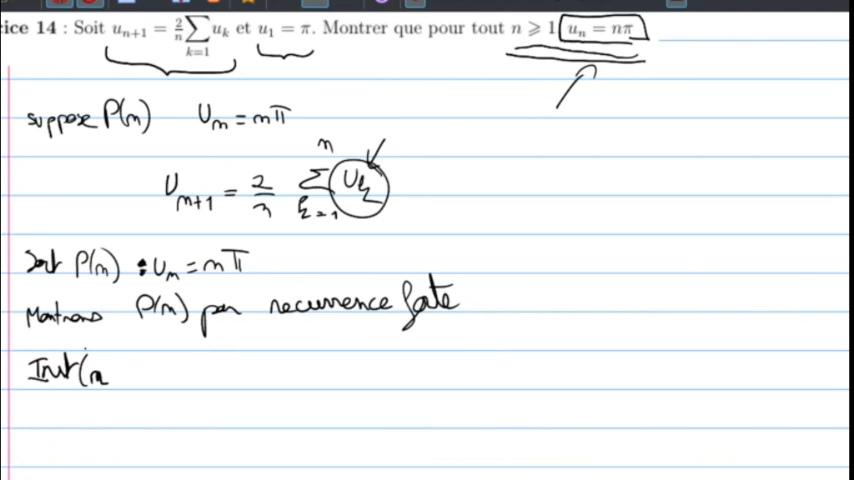 ice 14 : Soit u_{n+1} = \frac{2}{n} \sum_{k=1} u_k et u_1 = π. Montrer que pour tout n ⩾ 1 u_n = nπ
suppose P(n) U_n = nπ
U_{n+1} = \frac{2}{n} \sum_{k=1}^{n} U_k
Soit P(n) : U_n = nπ
Montrons P(n) par recurrence forte
Init (n